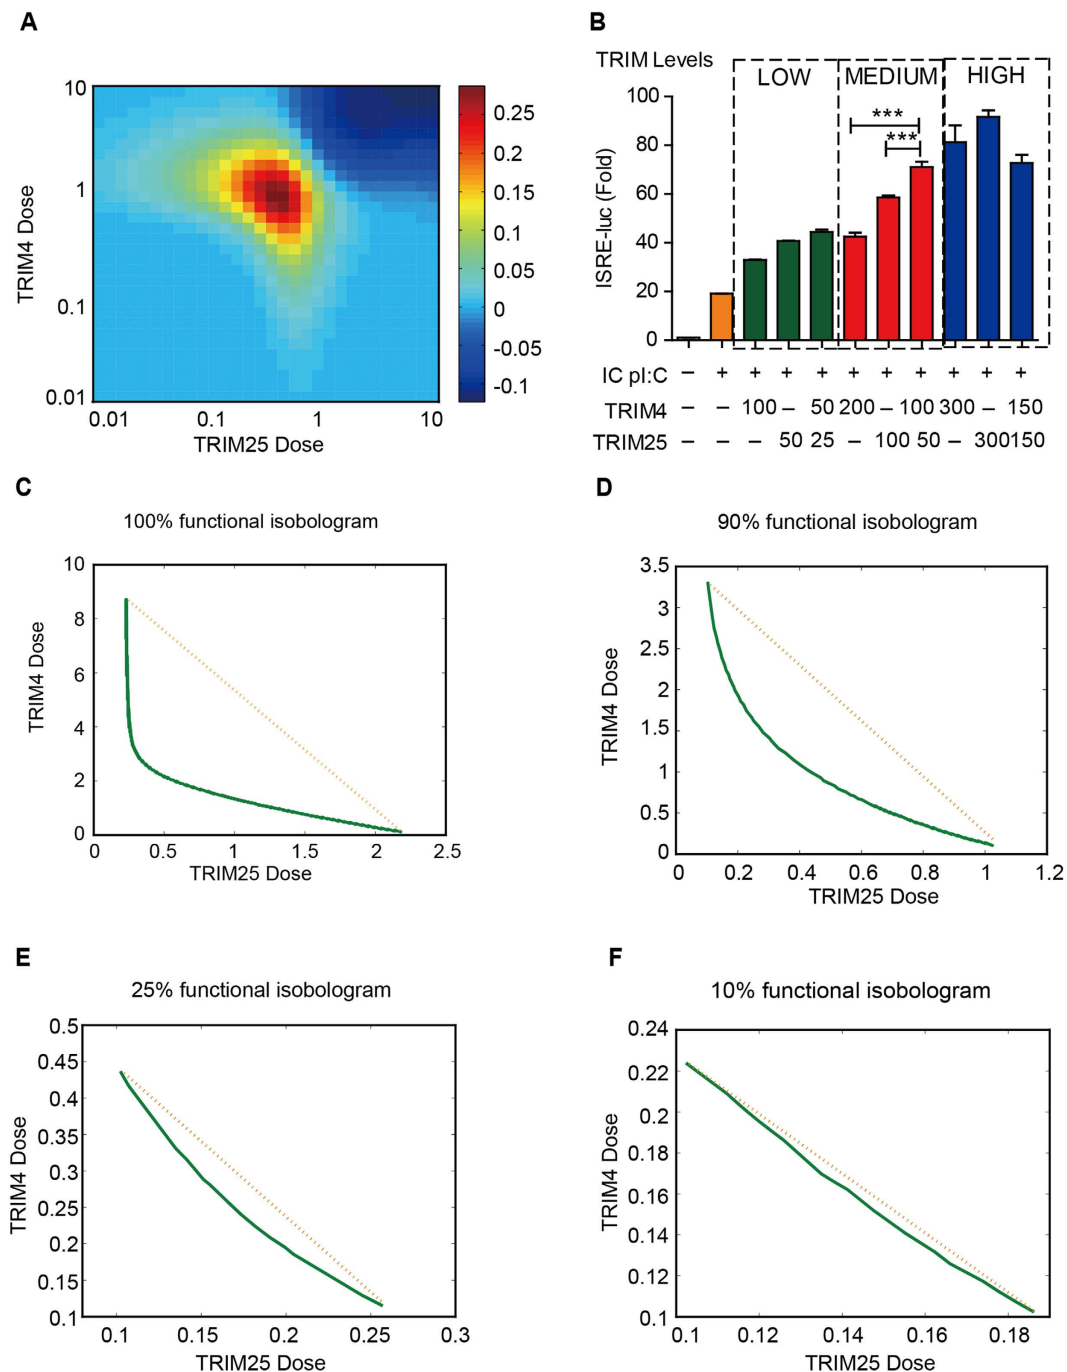 A
10
1
0.1
0.01
TRIM4 Dose
0.01
0.1
1
10
TRIM25 Dose
0.25
0.2
0.15
0.1
0.05
0
-0.05
-0.1
B
TRIM Levels
LOW
MEDIUM
HIGH
***
***
100
80
60
40
20
0
ISRE-luc (Fold)
IC pI:C – + + + + + + + + + +
TRIM4 – – 100 – 50 200 – 100 300 – 150
TRIM25 – – – 50 25 – 100 50 – 300 150
C
100% functional isobologram
10
8
6
4
2
0
TRIM4 Dose
0 0.5 1 1.5 2 2.5
TRIM25 Dose
D
90% functional isobologram
3.5
3
2.5
2
1.5
1
0.5
0
TRIM4 Dose
0 0.2 0.4 0.6 0.8 1 1.2
TRIM25 Dose
E
25% functional isobologram
0.5
0.45
0.4
0.35
0.3
0.25
0.2
0.15
0.1
TRIM4 Dose
0.1 0.15 0.2 0.25 0.3
TRIM25 Dose
F
10% functional isobologram
0.24
0.22
0.2
0.18
0.16
0.14
0.12
0.1
TRIM4 Dose
0.1 0.12 0.14 0.16 0.18
TRIM25 Dose